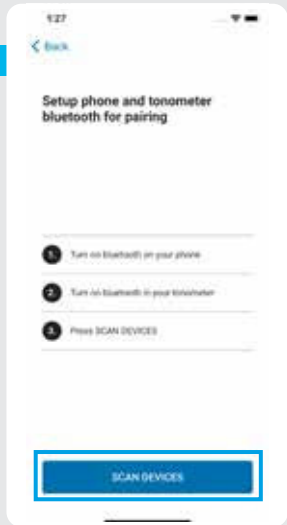 1:27
Back
Setup phone and tonometer
bluetooth for pairing
1. Turn on bluetooth on your phone
2. Turn on bluetooth in your tonometer
3. Press SCAN DEVICES
SCAN DEVICES